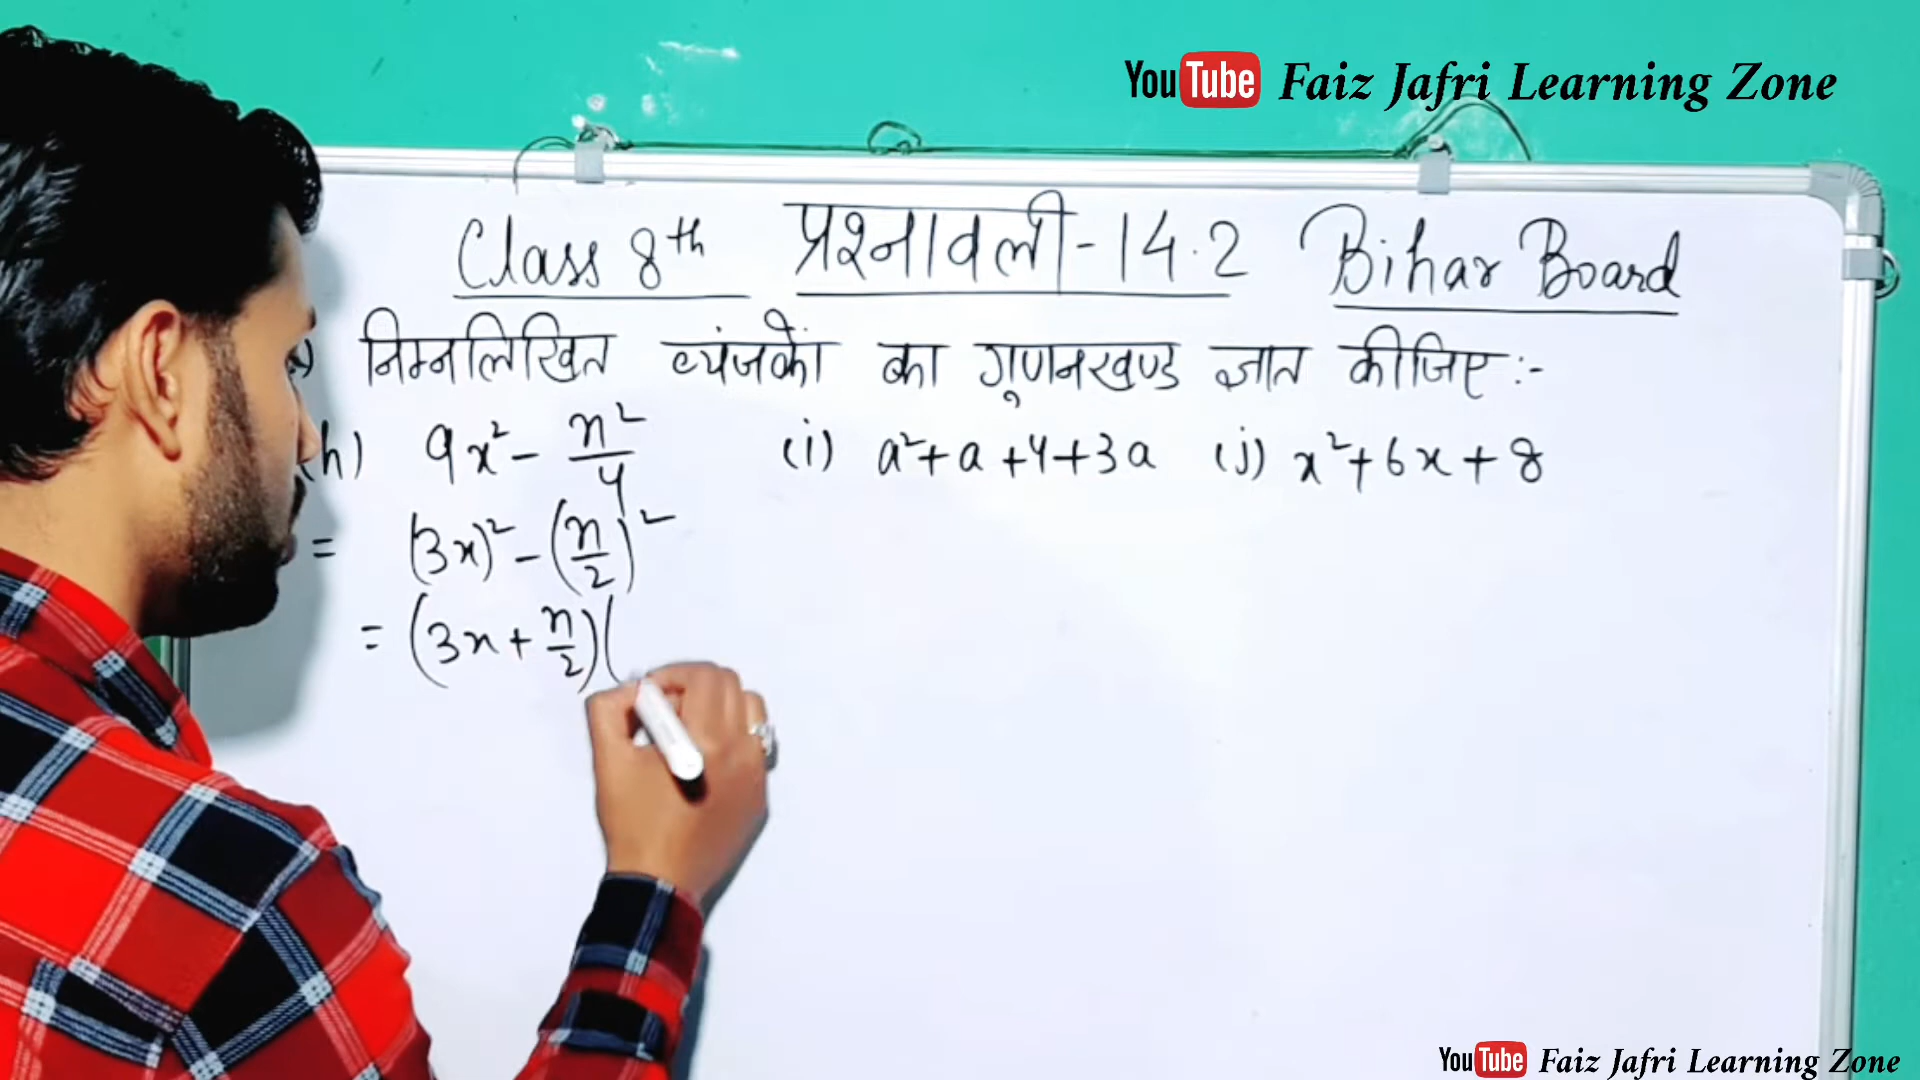 YouTube Faiz Jafri Learning Zone
Class 8th प्रश्नावली-14.2 Bihar Board
निम्नलिखित व्यंजकों का गुणनखण्ड ज्ञात कीजिए :-
(h) 9x² - n²/4 (i) a²+a+4+3a (j) x²+6x+8
= (3x)² - (n/2)²
= (3x + n/2)(
YouTube Faiz Jafri Learning Zone